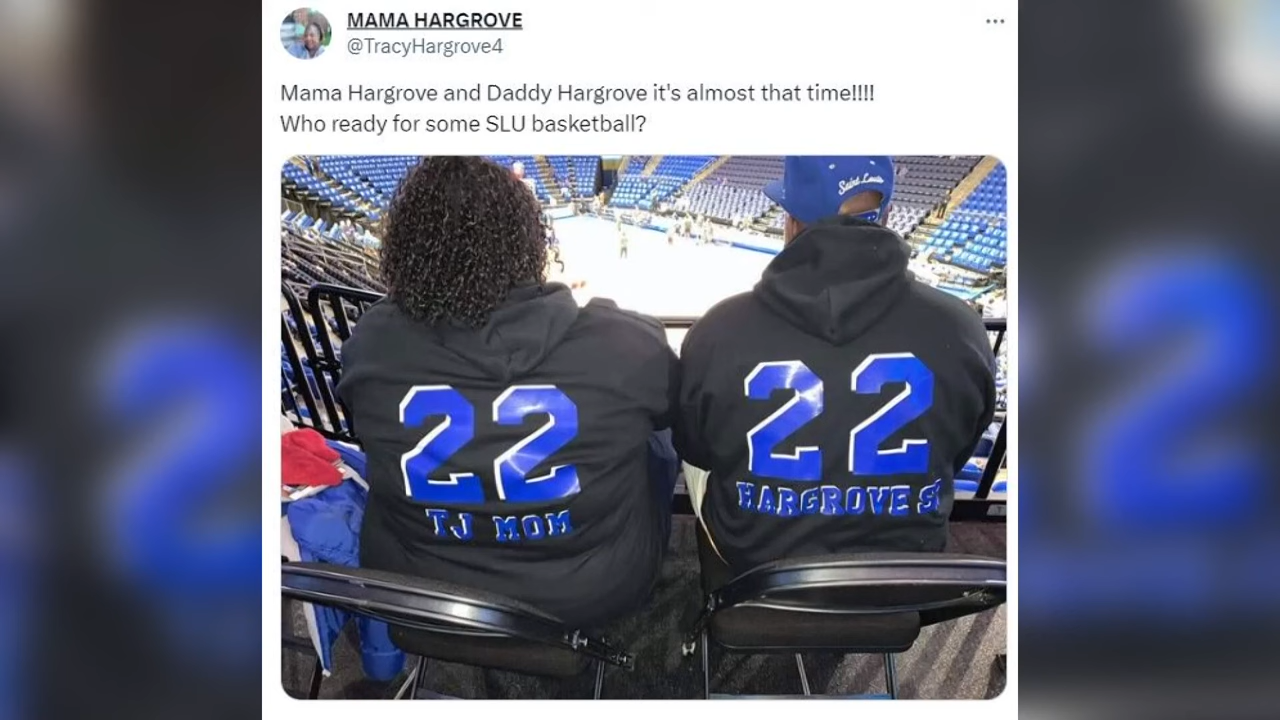 MAMA HARGROVE
@TracyHargrove4
Mama Hargrove and Daddy Hargrove it's almost that time!!!!
Who ready for some SLU basketball?
Saint Louis
22
TJ MOM
22
HARGROVE